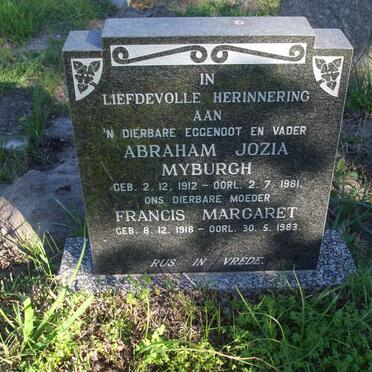 IN
LIEFDEVOLLE HERINNERING
AAN
'N DIERBARE EGGENOOT EN VADER
ABRAHAM JOZIA
MYBURGH
GEB. 2.12.1912 - OORL. 2.7.1981.
ONS DIERBARE MOEDER
FRANCIS MARGARET
GEB. 8.12.1918 - OORL. 30.5.1983.
RUS IN VREDE.